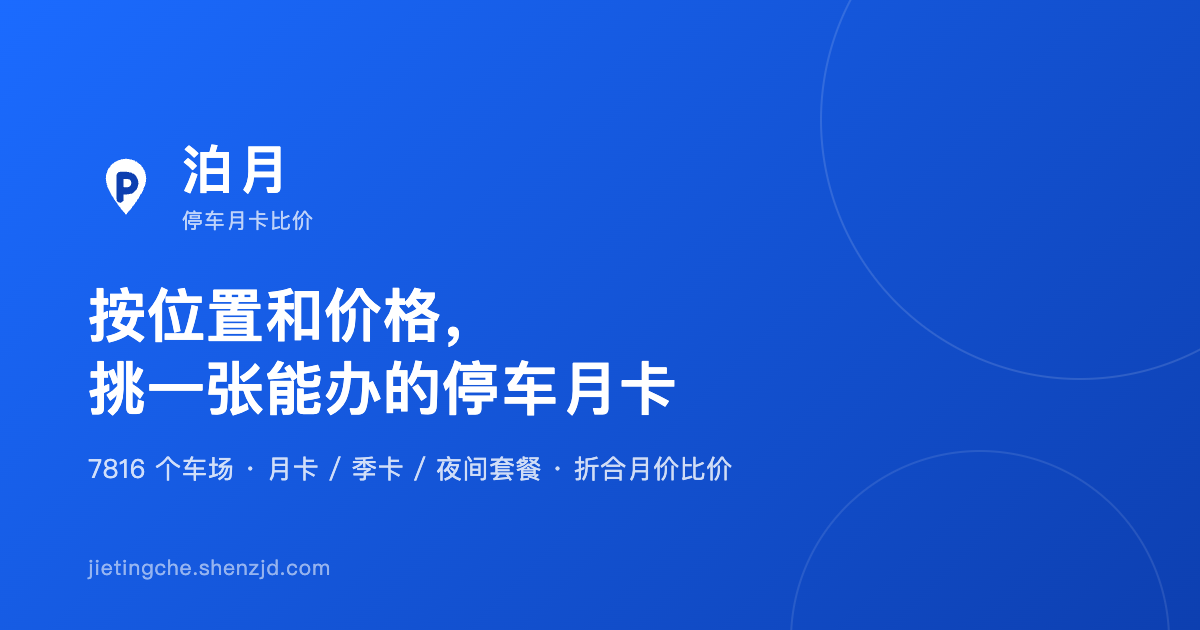 P
泊月
停车月卡比价
按位置和价格，
挑一张能办的停车月卡
7816 个车场 · 月卡 / 季卡 / 夜间套餐 · 折合月价比价
jietingche.shenzjd.com